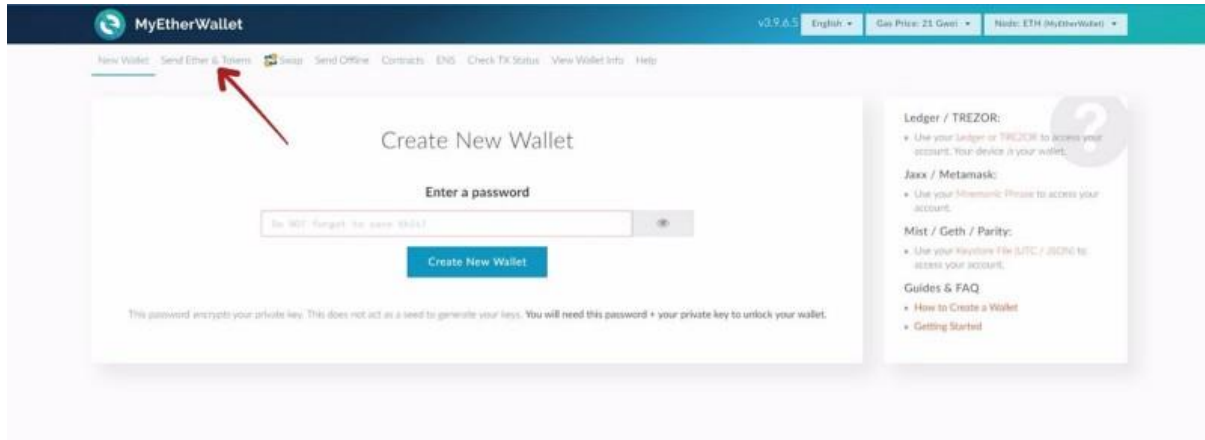 MyEtherWallet
v3.9.6.5 English Gas Price: 21 Gwei Node: ETH (MyEtherWallet)
New Wallet Send Ether & Tokens Swap Send Offline Contracts ENS Check TX Status View Wallet Info Help
Create New Wallet
Enter a password
Do NOT forget to save this!
Create New Wallet
This password encrypts your private key. This does not act as a seed to generate your keys. You will need this password + your private key to unlock your wallet.
Ledger / TREZOR:
Use your Ledger or TREZOR to access your
account. Your device is your wallet.
Jaxx / Metamask:
Use your Mnemonic Phrase to access your
account.
Mist / Geth / Parity:
Use your Keystore File (UTC / JSON) to
access your account.
Guides & FAQ
How to Create a Wallet
Getting Started